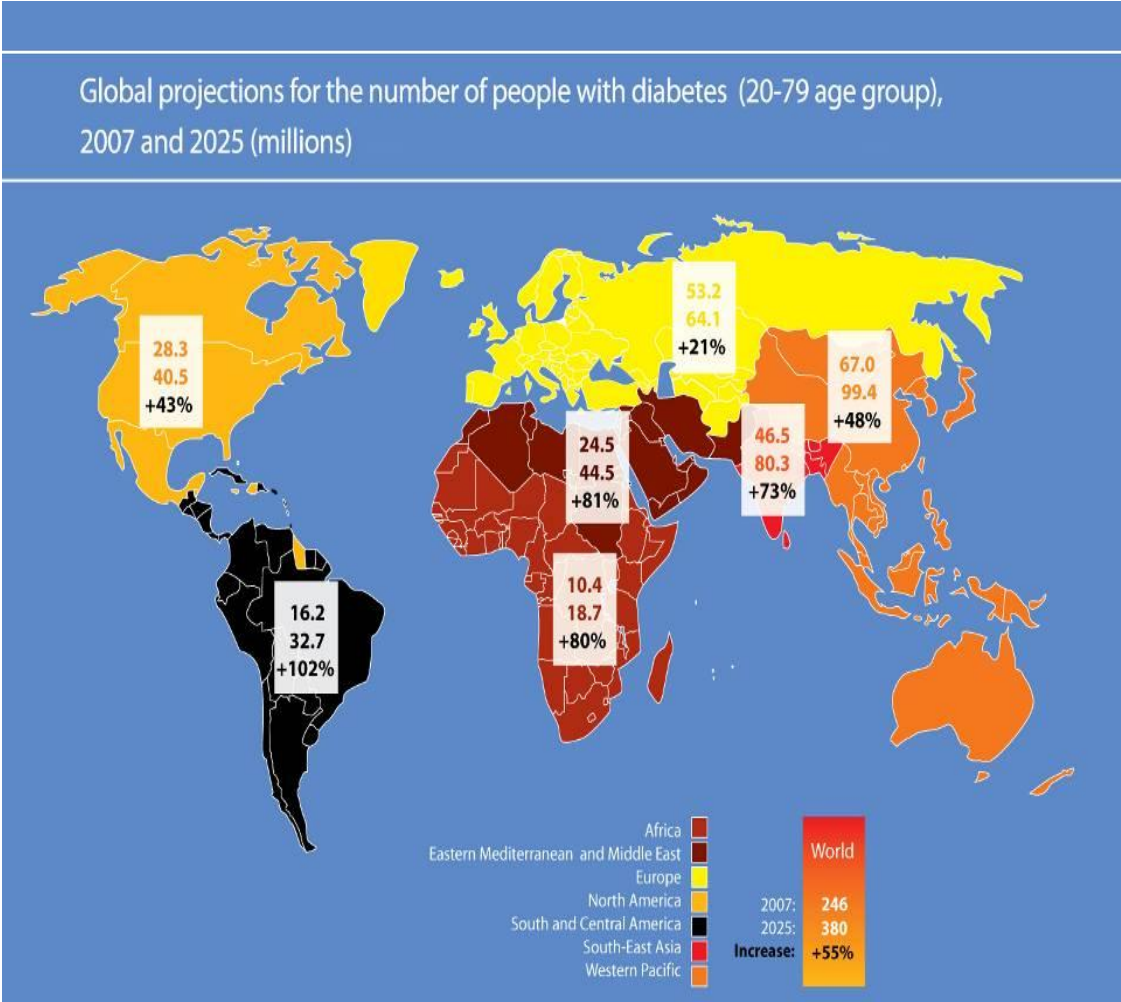 Global projections for the number of people with diabetes (20-79 age group),
2007 and 2025 (millions)
28.3
40.5
+43%
53.2
64.1
+21%
67.0
99.4
+48%
24.5
44.5
+81%
46.5
80.3
+73%
10.4
18.7
+80%
16.2
32.7
+102%
Africa
Eastern Mediterranean and Middle East
Europe
North America
South and Central America
South-East Asia
Western Pacific
World
2007: 246
2025: 380
Increase: +55%